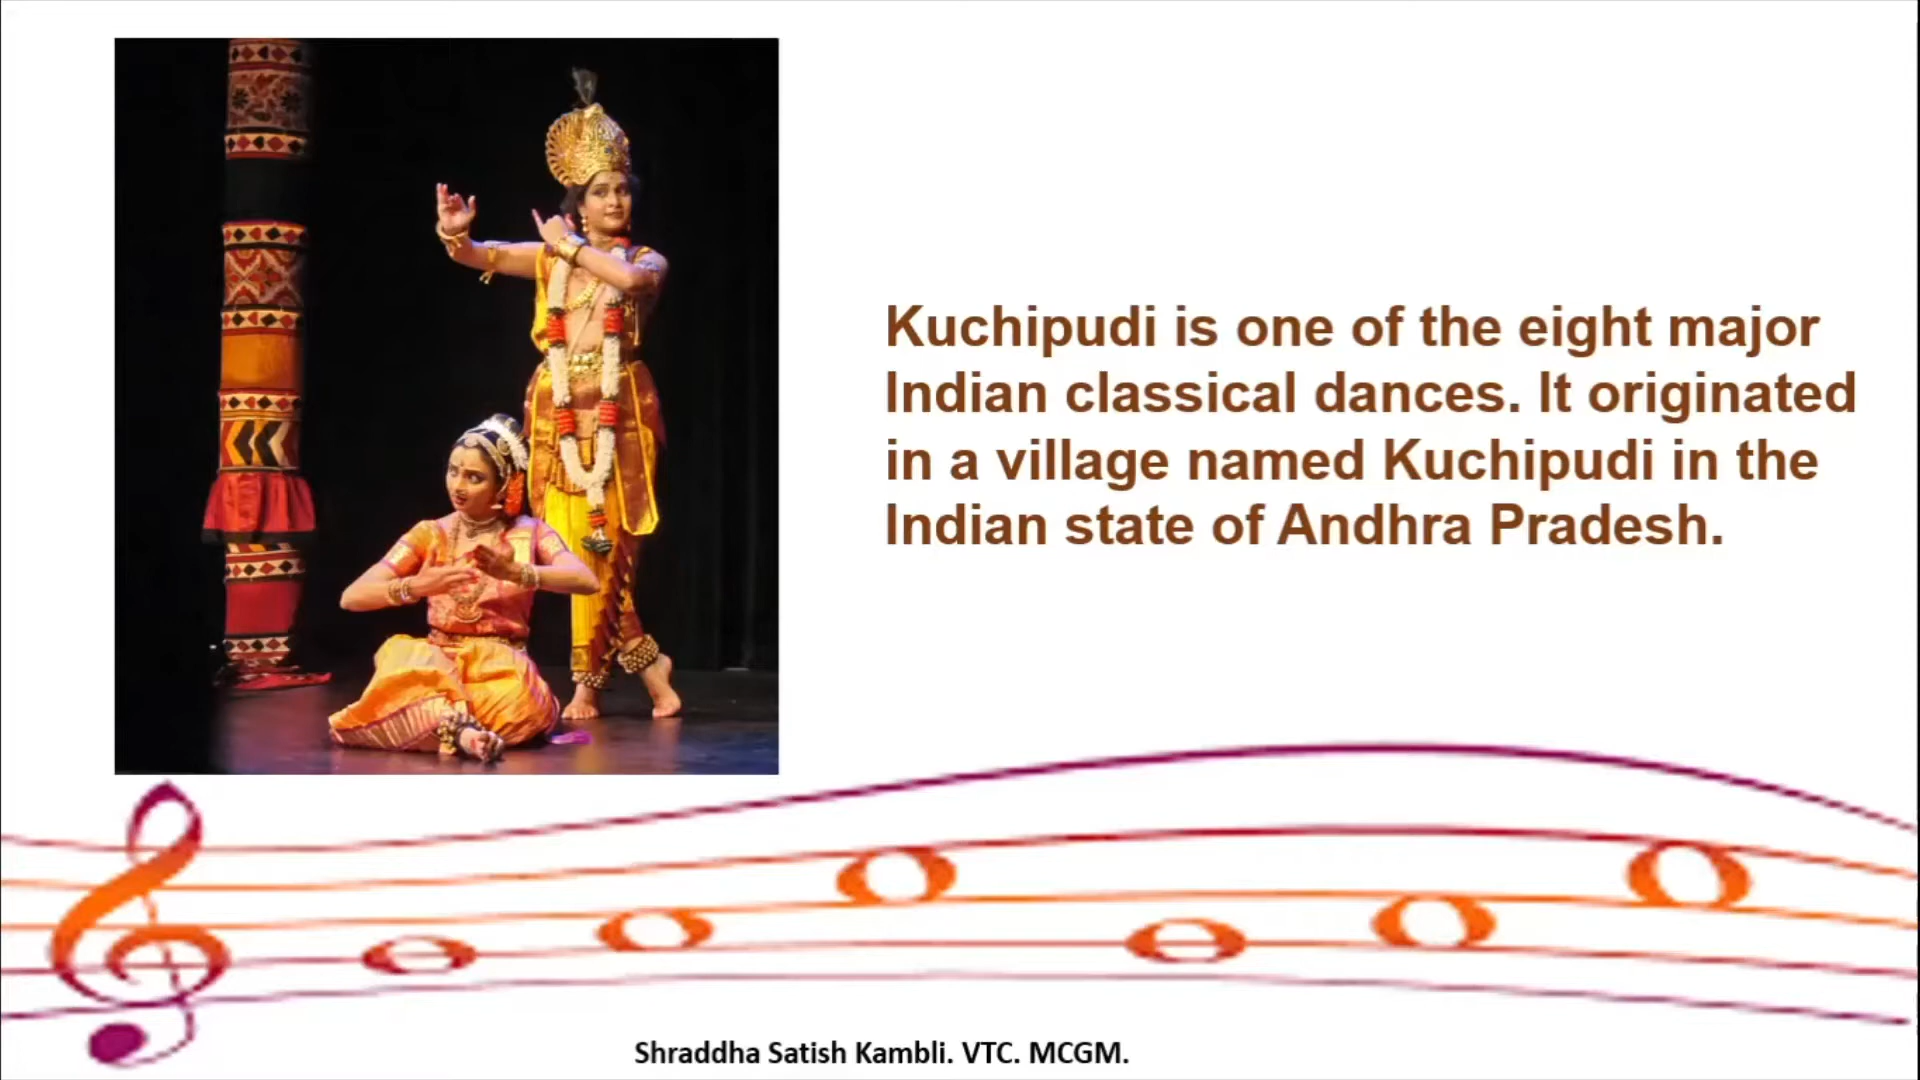 Kuchipudi is one of the eight major
Indian classical dances. It originated
in a village named Kuchipudi in the
Indian state of Andhra Pradesh.
Shraddha Satish Kambli. VTC. MCGM.